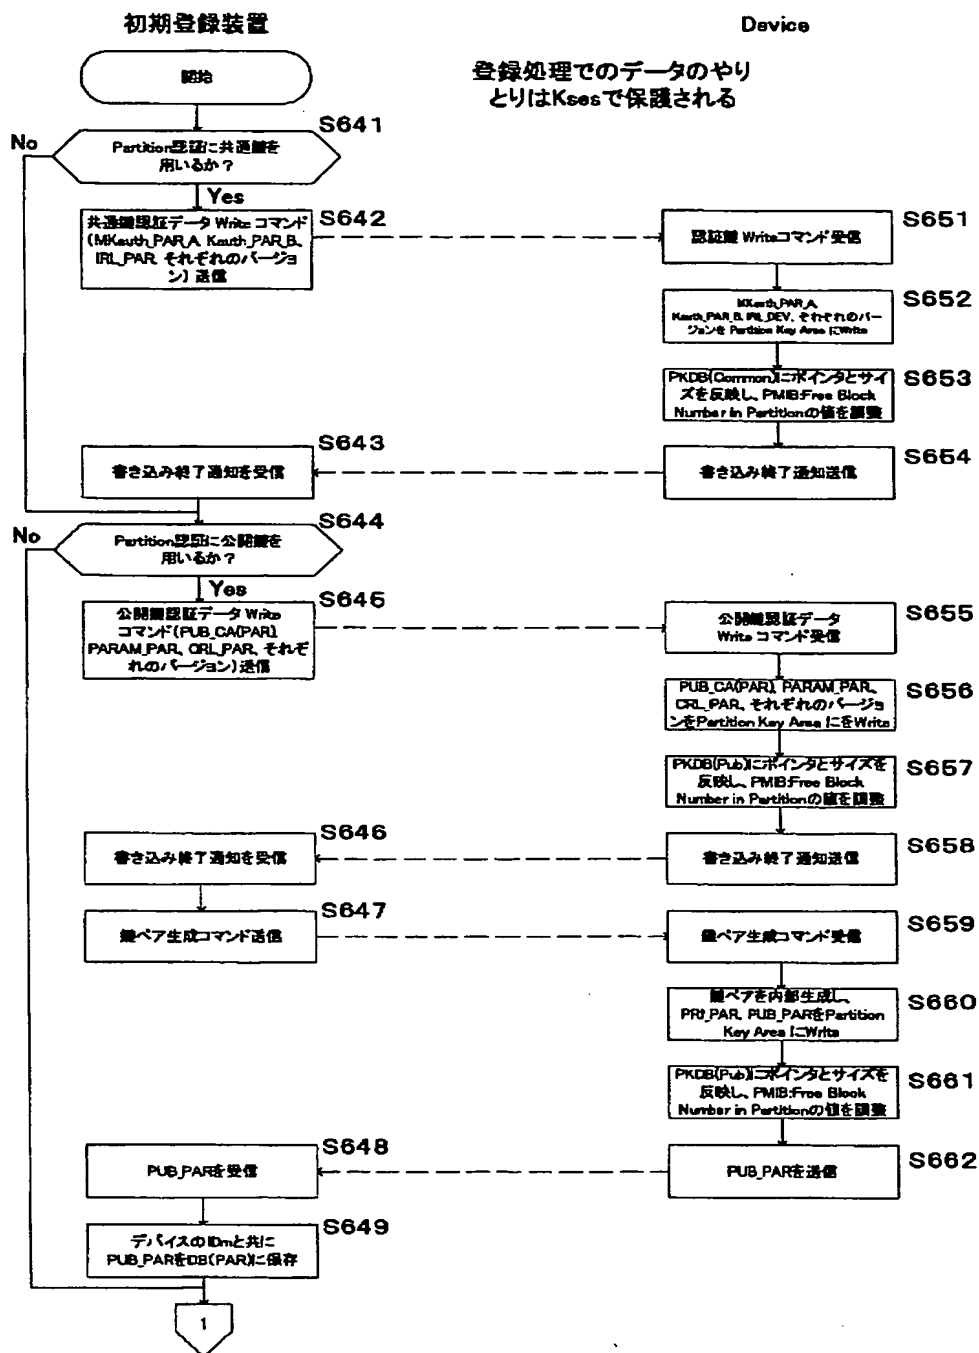 初期登録装置
Device
開始
登録処理でのデータのやり
とりはKsesで保護される
S641
No
Partition認証に共通鍵を
用いるか？
Yes
S642
共通鍵認証データ Write コマンド
(MKauth_PAR_A、Kauth_PAR_B、
IRL_PAR、それぞれのバージョ
ン) 送信
S651
認証鍵 Writeコマンド受信
S652
MKauth_PAR_A、
Kauth_PAR_B、IRL_DEV、それぞれのバー
ジョンを Partition Key Area にWrite
S653
PKDB(Common)にポインタとサイ
ズを反映し、PMIB:Free Block
Number in Partitionの値を調整
S643
書き込み終了通知を受信
S654
書き込み終了通知送信
S644
No
Partition認証に公開鍵を
用いるか？
Yes
S645
公開鍵認証データ Write
コマンド(PUB_CA(PAR)、
PARAM_PAR、CRL_PAR、それぞ
れのバージョン)送信
S655
公開鍵認証データ
Write コマンド受信
S656
PUB_CA(PAR)、PARAM_PAR、
CRL_PAR、それぞれのバージョ
ンをPartition Key Area にをWrite
S657
PKDB(Pub)にポインタとサイズを
反映し、PMIB:Free Block
Number in Partitionの値を調整
S646
書き込み終了通知を受信
S658
書き込み終了通知送信
S647
鍵ペア生成コマンド送信
S659
鍵ペア生成コマンド受信
S660
鍵ペアを内部生成し、
PRI_PAR、PUB_PARをPartition
Key Area にWrite
S661
PKDB(Pub)にポインタとサイズを
反映し、PMIB:Free Block
Number in Partitionの値を調整
S648
PUB_PARを受信
S662
PUB_PARを送信
S649
デバイスのIDmと共に
PUB_PARをDB(PAR)に保存
1